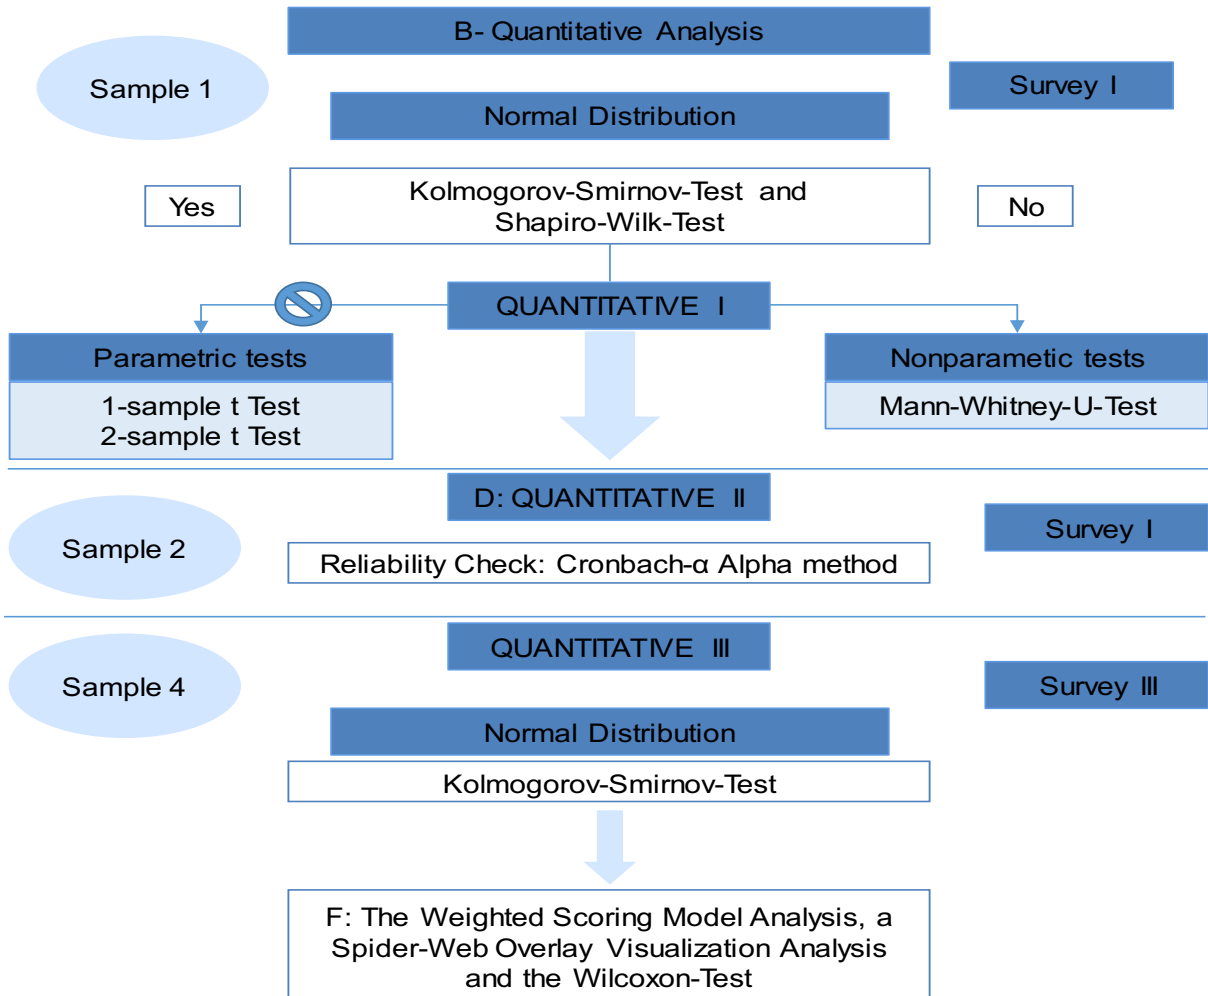 B- Quantitative Analysis
Sample 1
Survey I
Normal Distribution
Kolmogorov-Smirnov-Test and
Shapiro-Wilk-Test
Yes
No
QUANTITATIVE I
Parametric tests
1-sample t Test
2-sample t Test
Nonparametic tests
Mann-Whitney-U-Test
D: QUANTITATIVE II
Sample 2
Survey I
Reliability Check: Cronbach-α Alpha method
QUANTITATIVE III
Sample 4
Survey III
Normal Distribution
Kolmogorov-Smirnov-Test
F: The Weighted Scoring Model Analysis, a
Spider-Web Overlay Visualization Analysis
and the Wilcoxon-Test